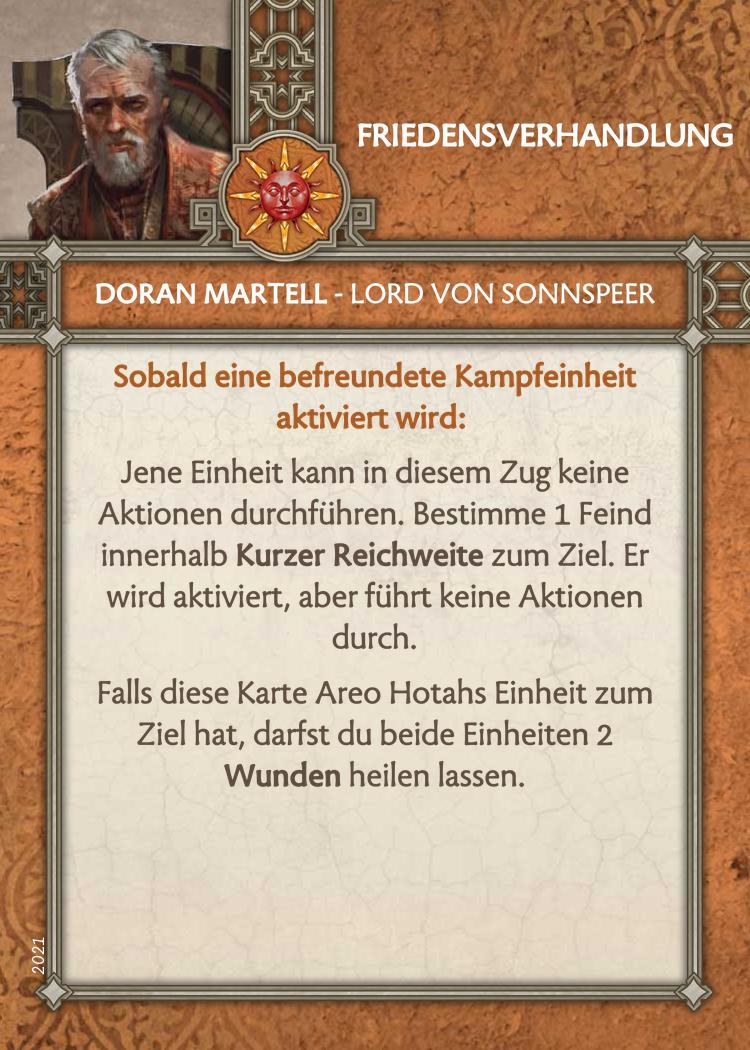 FRIEDENSVERHANDLUNG
DORAN MARTELL - LORD VON SONNSPEER
Sobald eine befreundete Kampfeinheit
aktiviert wird:
Jene Einheit kann in diesem Zug keine
Aktionen durchführen. Bestimme 1 Feind
innerhalb Kurzer Reichweite zum Ziel. Er
wird aktiviert, aber führt keine Aktionen
durch.
Falls diese Karte Areo Hotahs Einheit zum
Ziel hat, darfst du beide Einheiten 2
Wunden heilen lassen.
2021